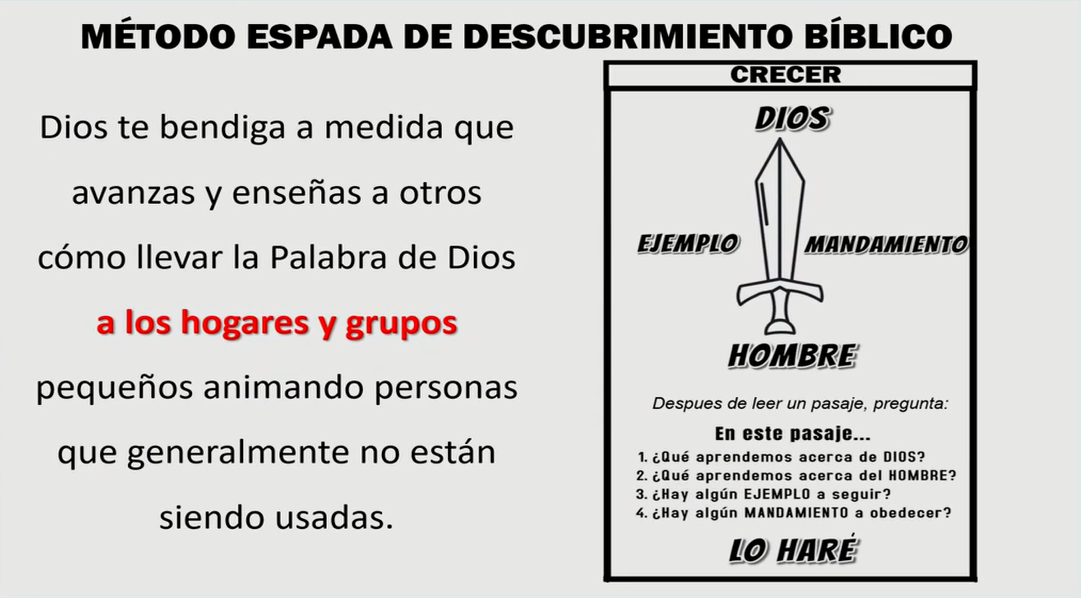 MÉTODO ESPADA DE DESCUBRIMIENTO BÍBLICO
Dios te bendiga a medida que
avanzas y enseñas a otros
cómo llevar la Palabra de Dios
a los hogares y grupos
pequeños animando personas
que generalmente no están
siendo usadas.
CRECER
DIOS
EJEMPLO
MANDAMIENTO
HOMBRE
Despues de leer un pasaje, pregunta:
En este pasaje...
1. ¿Qué aprendemos acerca de DIOS?
2. ¿Qué aprendemos acerca del HOMBRE?
3. ¿Hay algún EJEMPLO a seguir?
4. ¿Hay algún MANDAMIENTO a obedecer?
LO HARÉ